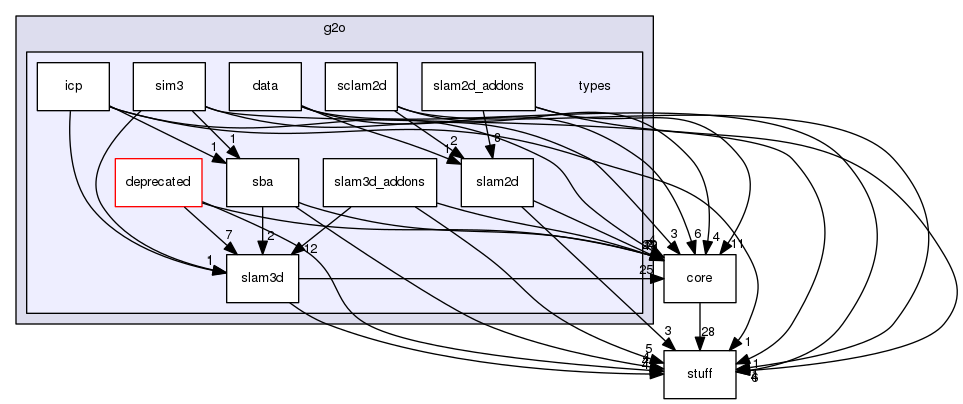 g2o
icp
sim3
data
sclam2d
slam2d_addons
types
1
1
2
1
8
deprecated
sba
slam3d_addons
slam2d
7
2
12
3
6
4
11
1
slam3d
25
core
3
28
1
5
stuff